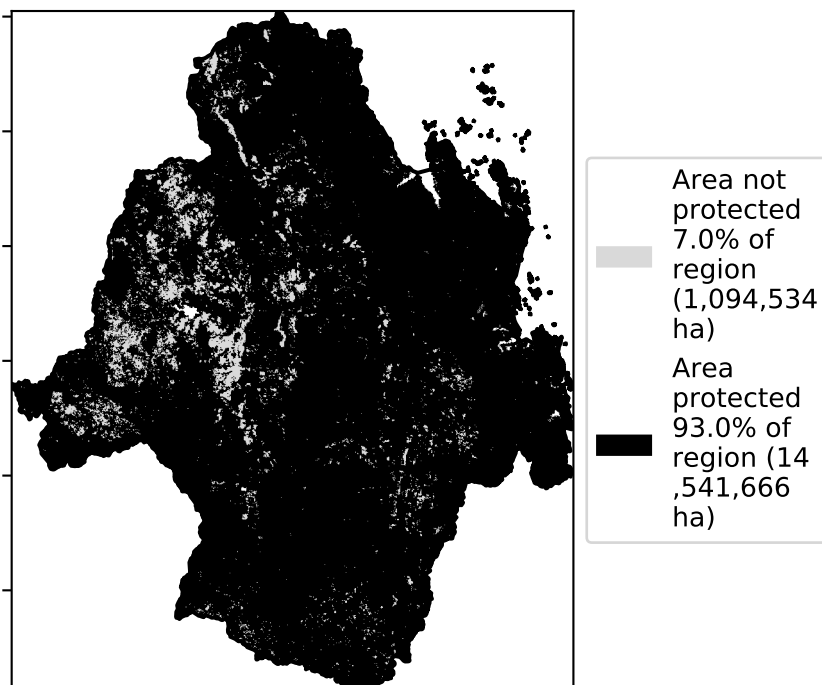 Area not
protected
7.0% of
region
(1,094,534
ha)
Area
protected
93.0% of
region (14
,541,666
ha)